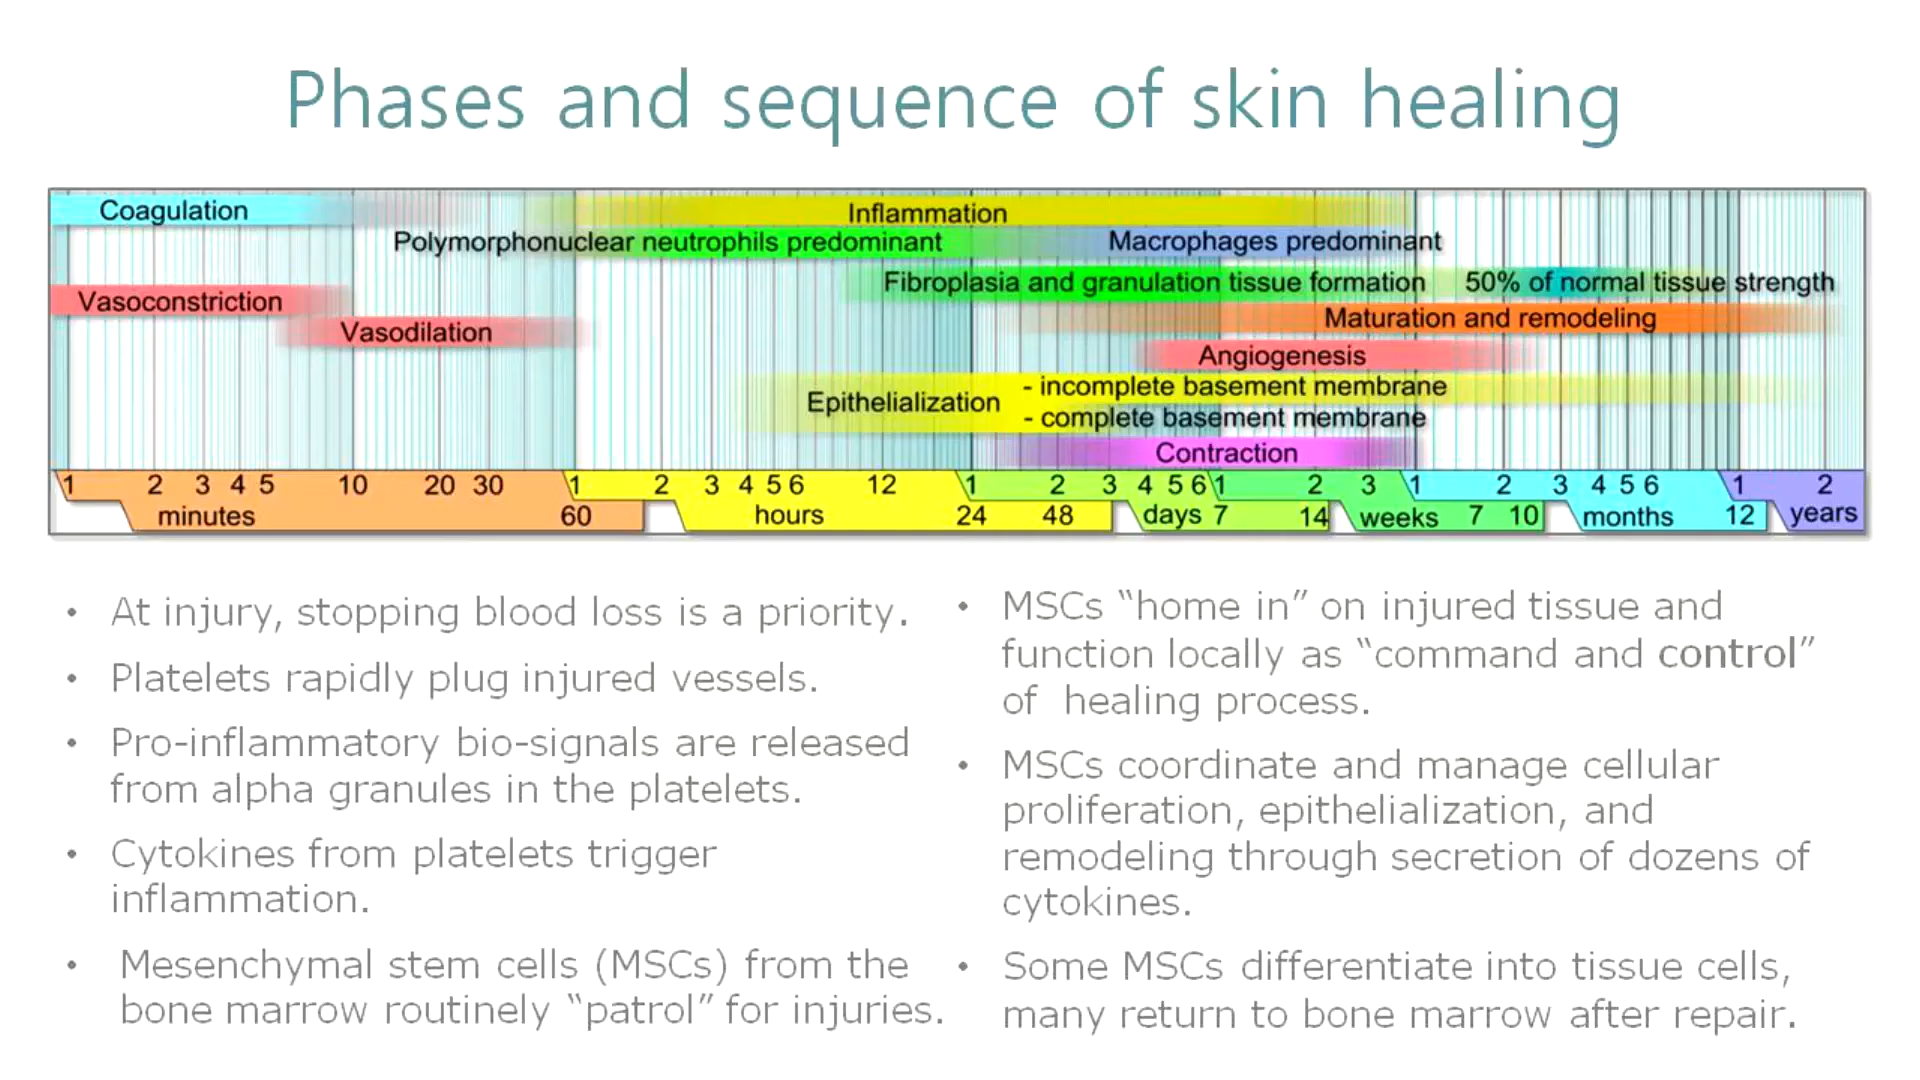 Phases and sequence of skin healing
Coagulation
Inflammation
Polymorphonuclear neutrophils predominant
Macrophages predominant
Fibroplasia and granulation tissue formation
50% of normal tissue strength
Vasoconstriction
Maturation and remodeling
Vasodilation
Angiogenesis
Epithelialization
- incomplete basement membrane
- complete basement membrane
Contraction
1 2 3 4 5 10 20 30 1 2 3 4 5 6 12 1 2 3 4 5 6 1 2 3 1 2 3 4 5 6 1 2
minutes 60 hours 24 48 days 7 14 weeks 7 10 months 12 years
• At injury, stopping blood loss is a priority.
• Platelets rapidly plug injured vessels.
• Pro-inflammatory bio-signals are released
from alpha granules in the platelets.
• Cytokines from platelets trigger
inflammation.
• Mesenchymal stem cells (MSCs) from the
bone marrow routinely “patrol” for injuries.
• MSCs “home in” on injured tissue and
function locally as “command and control”
of healing process.
• MSCs coordinate and manage cellular
proliferation, epithelialization, and
remodeling through secretion of dozens of
cytokines.
• Some MSCs differentiate into tissue cells,
many return to bone marrow after repair.